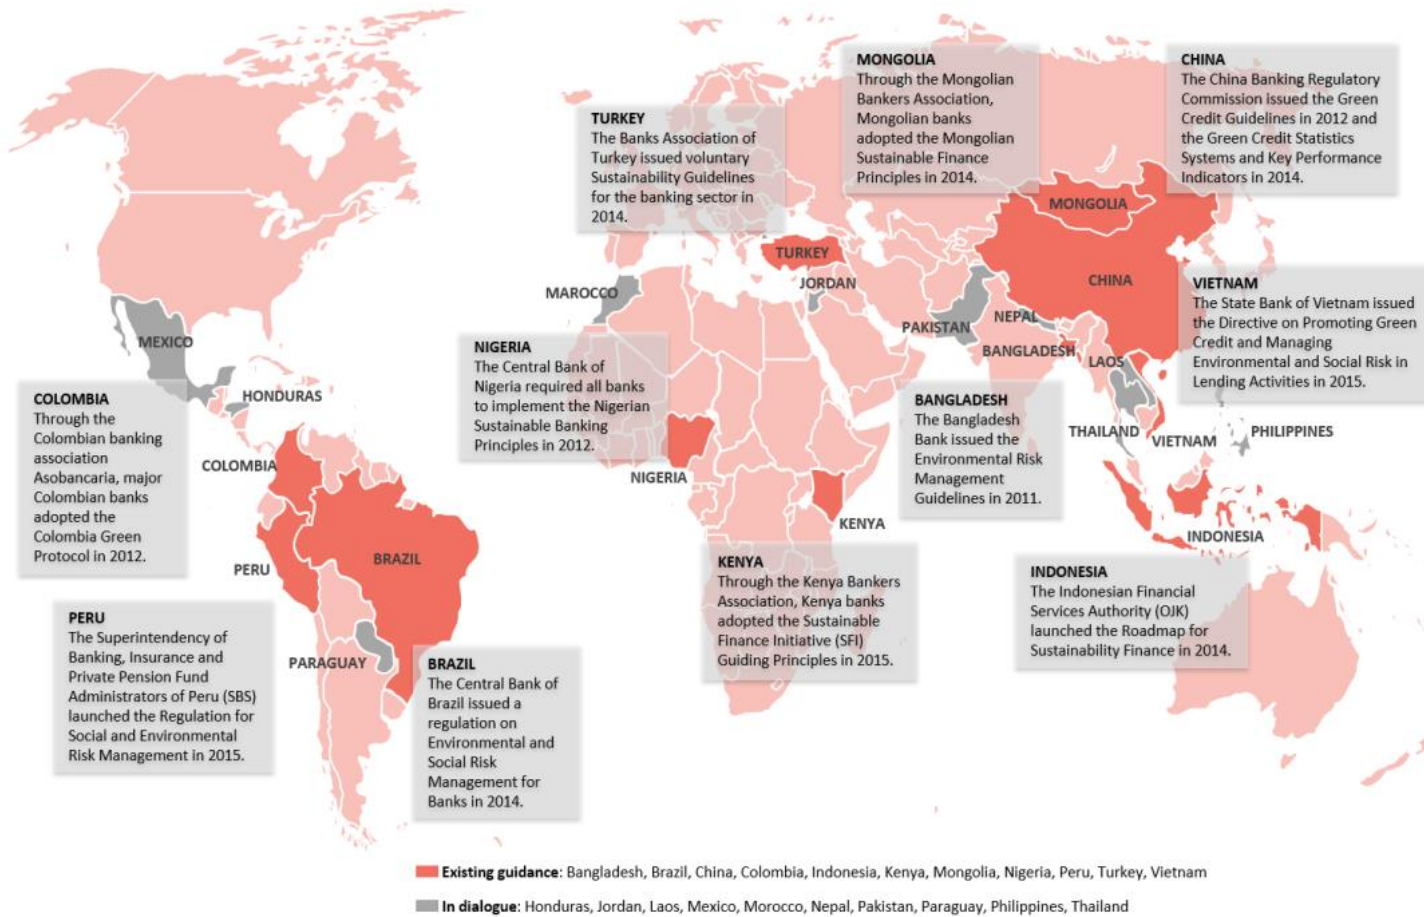 MONGOLIA
Through the Mongolian
Bankers Association,
Mongolian banks
adopted the Mongolian
Sustainable Finance
Principles in 2014.
CHINA
The China Banking Regulatory
Commission issued the Green
Credit Guidelines in 2012 and
the Green Credit Statistics
Systems and Key Performance
Indicators in 2014.
TURKEY
The Banks Association of
Turkey issued voluntary
Sustainability Guidelines
for the banking sector in
2014.
MONGOLIA
TURKEY
CHINA
JORDAN
MAROCCO
VIETNAM
The State Bank of Vietnam issued
the Directive on Promoting Green
Credit and Managing
Environmental and Social Risk in
Lending Activities in 2015.
NEPAL
PAKISTAN
MEXICO
BANGLADESH
LAOS
NIGERIA
The Central Bank of
Nigeria required all banks
to implement the Nigerian
Sustainable Banking
Principles in 2012.
HONDURAS
COLOMBIA
Through the
Colombian banking
association
Asobancaria, major
Colombian banks
adopted the
Colombia Green
Protocol in 2012.
BANGLADESH
The Bangladesh
Bank issued the
Environmental Risk
Management
Guidelines in 2011.
THAILAND
VIETNAM
PHILIPPINES
COLOMBIA
NIGERIA
KENYA
INDONESIA
BRAZIL
PERU
KENYA
Through the Kenya Bankers
Association, Kenya banks
adopted the Sustainable
Finance Initiative (SFI)
Guiding Principles in 2015.
INDONESIA
The Indonesian Financial
Services Authority (OJK)
launched the Roadmap for
Sustainability Finance in 2014.
PERU
The Superintendency of
Banking, Insurance and
Private Pension Fund
Administrators of Peru (SBS)
launched the Regulation for
Social and Environmental
Risk Management in 2015.
PARAGUAY
BRAZIL
The Central Bank of
Brazil issued a
regulation on
Environmental and
Social Risk
Management for
Banks in 2014.
Existing guidance: Bangladesh, Brazil, China, Colombia, Indonesia, Kenya, Mongolia, Nigeria, Peru, Turkey, Vietnam
In dialogue: Honduras, Jordan, Laos, Mexico, Morocco, Nepal, Pakistan, Paraguay, Philippines, Thailand